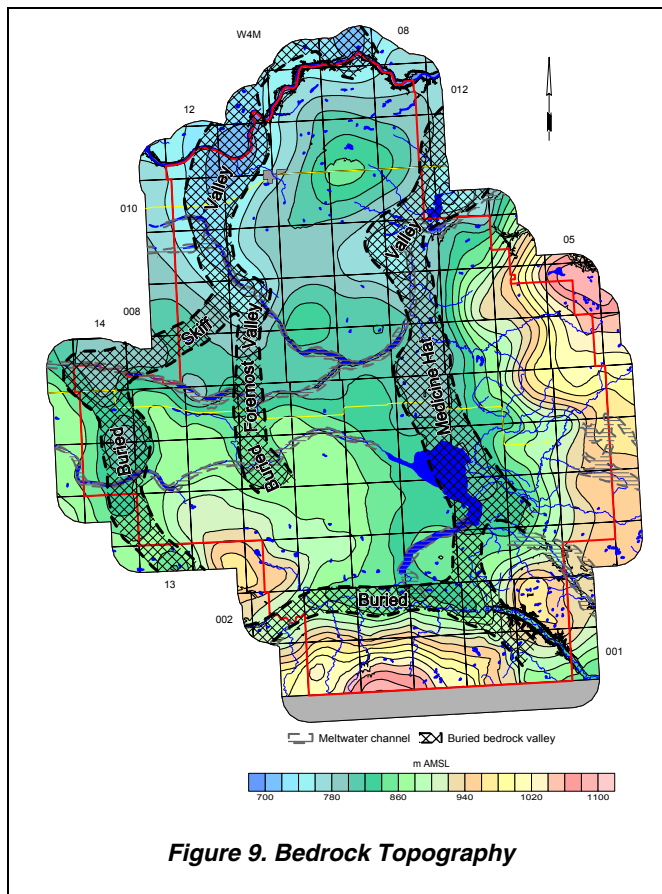 W4M
08
12
012
010
Valley
Valley
05
008
14
Skiff
Buried Foremost Valley
Medicine Hat
Buried
13
002
Buried
001
Meltwater channel Buried bedrock valley
m AMSL
700 780 860 940 1020 1100
Figure 9. Bedrock Topography